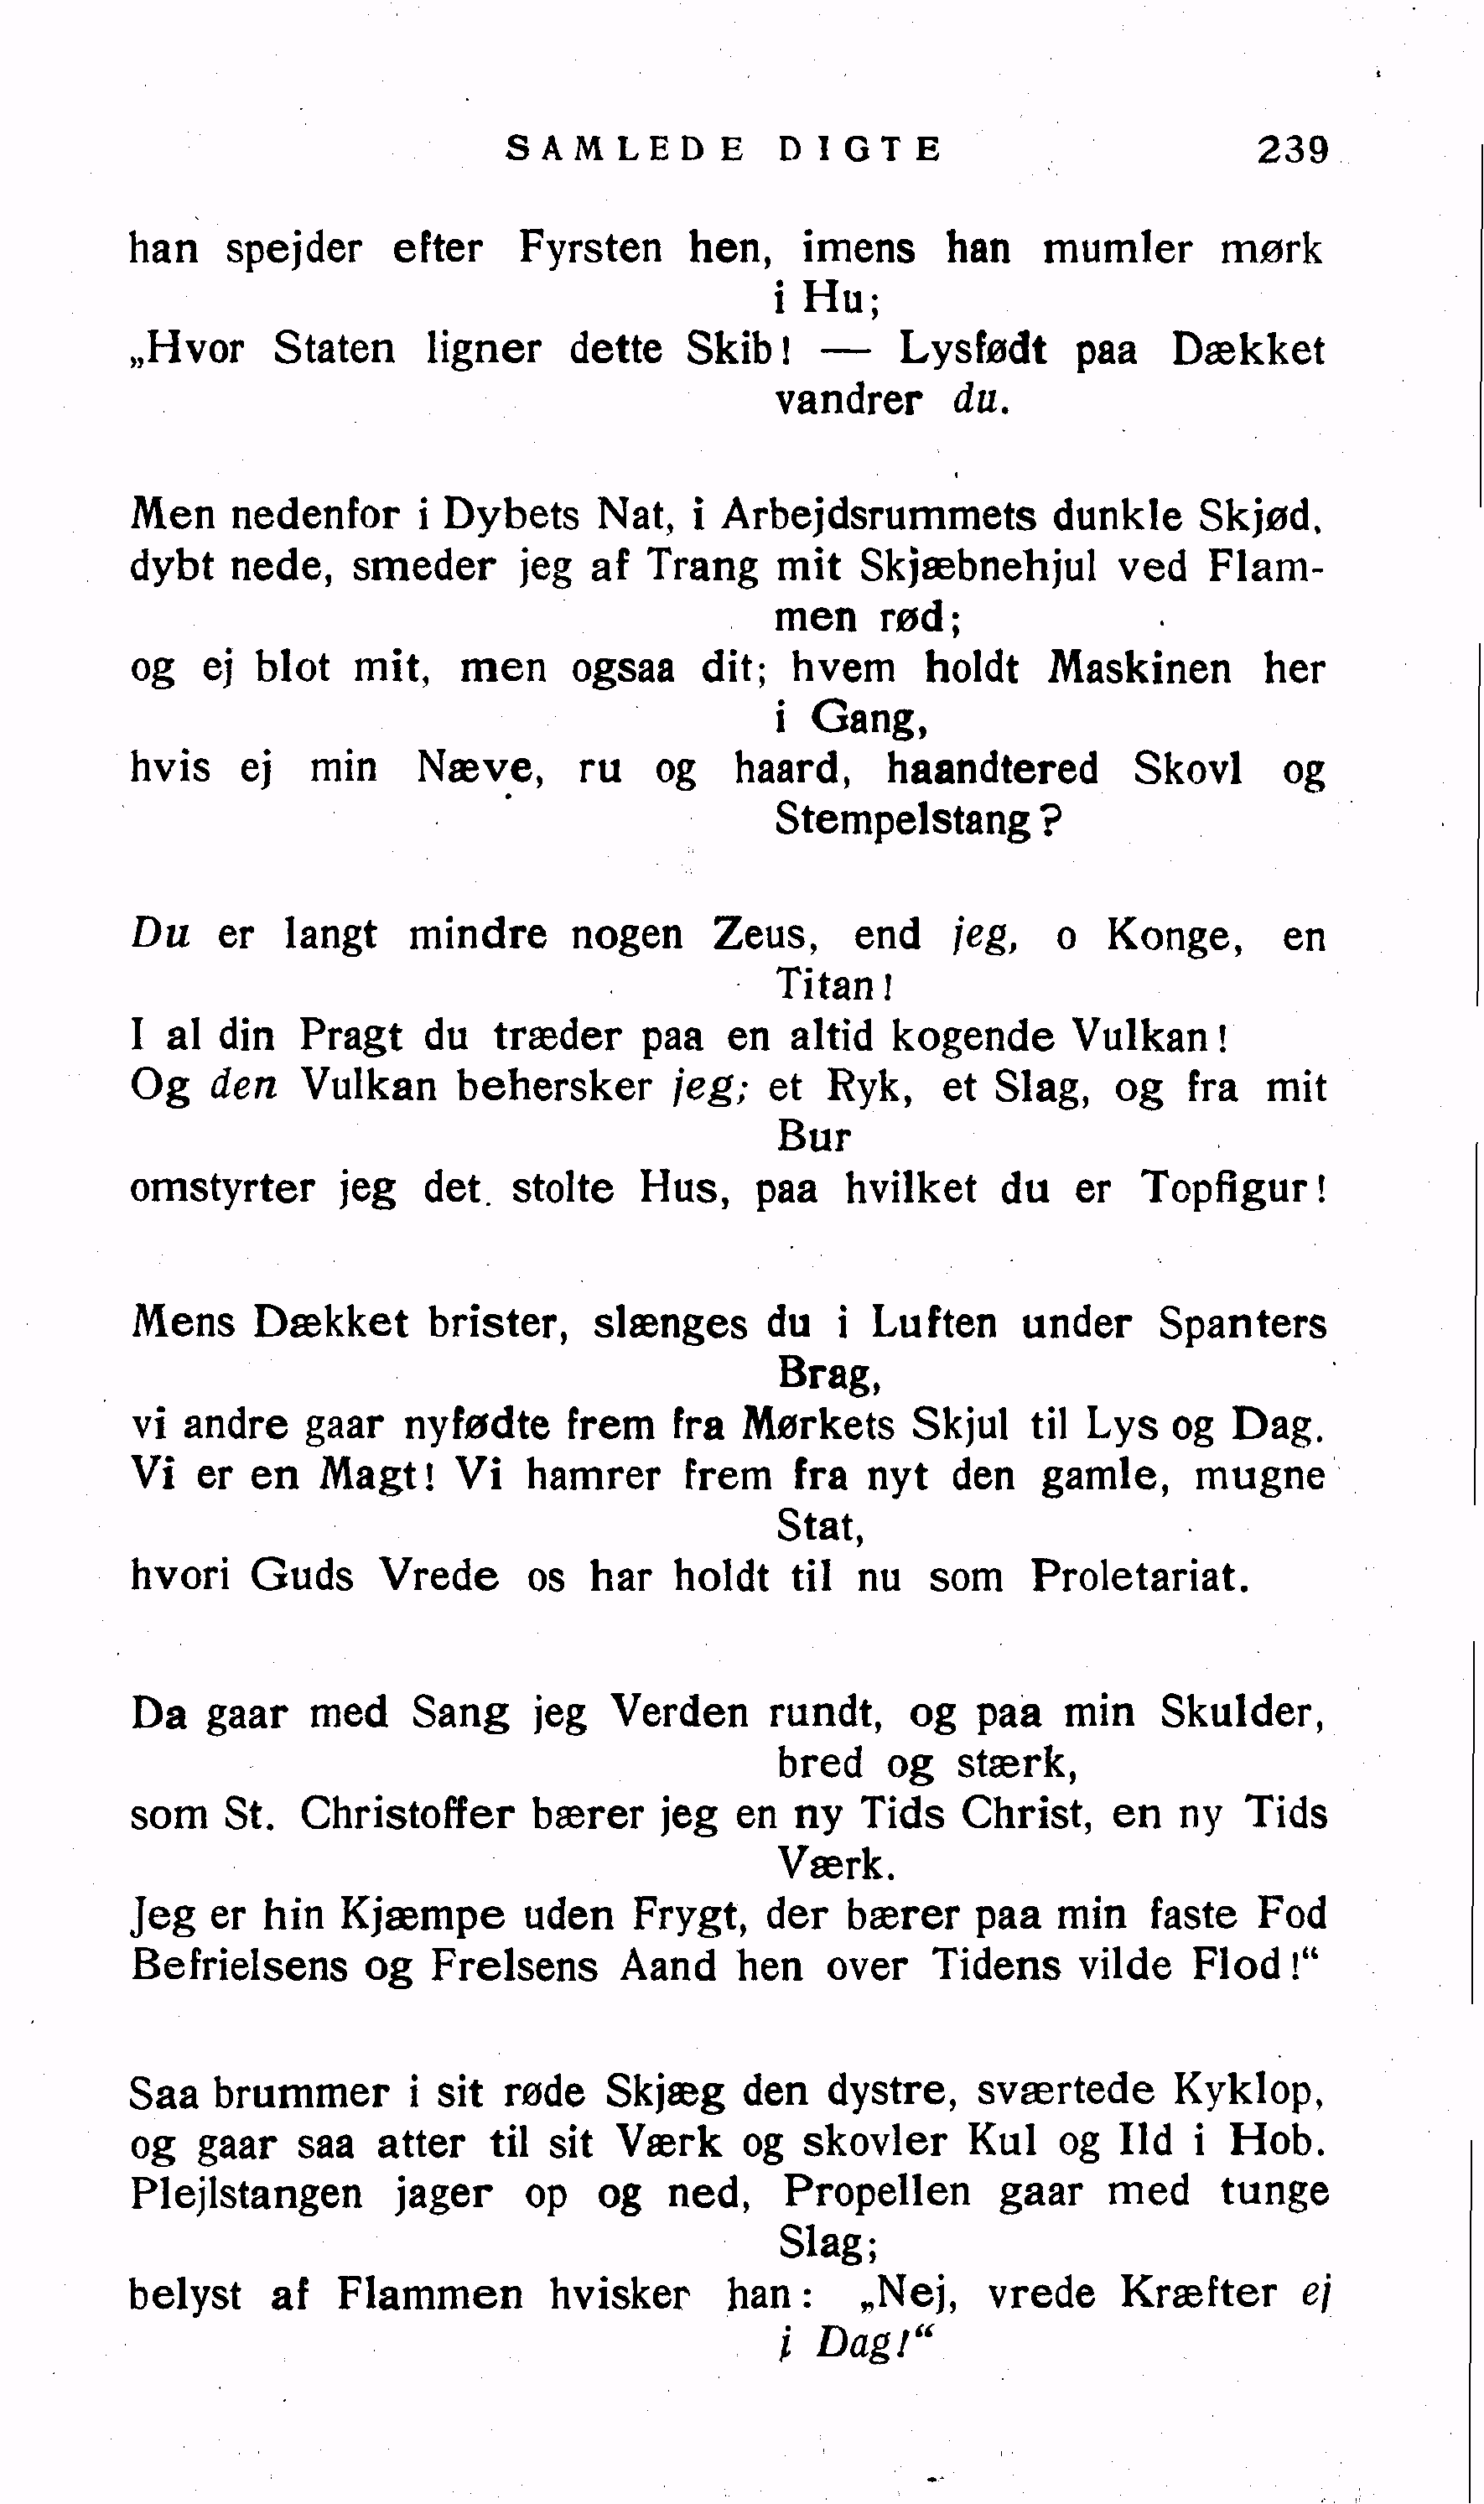 SAMLEDE DIGTE 239
han spejder efter Fyrsten hen, imens han mumler mørk
i Hu;
„Hvor Staten ligner dette Skib! — Lysfødt paa Dækket
vandrer du.
Men nedenfor i Dybets Nat, i Arbejdsrummets dunkle Skjød,
dybt nede, smeder jeg af Trang mit Skjæbnehjul ved Flam-
men rød;
og ej blot mit, men ogsaa dit; hvem holdt Maskinen her
i Gang,
hvis ej min Næve, ru og haard, haandtered Skovl og
Stempelstang?
Du er langt mindre nogen Zeus, end jeg, o Konge, en
Titan!
I al din Pragt du træder paa en altid kogende Vulkan!
Og den Vulkan behersker jeg; et Ryk, et Slag, og fra mit
Bur
omstyrter jeg det stolte Hus, paa hvilket du er Topfigur!
Mens Dækket brister, slænges du i Luften under Spanters
Brag,
vi andre gaar nyfødte frem fra Mørkets Skjul til Lys og Dag.
Vi er en Magt! Vi hamrer frem fra nyt den gamle, mugne
Stat,
hvori Guds Vrede os har holdt til nu som Proletariat.
Da gaar med Sang jeg Verden rundt, og paa min Skulder,
bred og stærk,
som St. Christoffer bærer jeg en ny Tids Christ, en ny Tids
Værk.
Jeg er hin Kjæmpe uden Frygt, der bærer paa min faste Fod
Befrielsens og Frelsens Aand hen over Tidens vilde Flod!“
Saa brummer i sit røde Skjæg den dystre, sværtede Kyklop,
og gaar saa atter til sit Værk og skovler Kul og Ild i Hob.
Plejlstangen jager op og ned, Propellen gaar med tunge
Slag;
belyst af Flammen hvisker han: „Nej, vrede Kræfter ej
i Dag!“